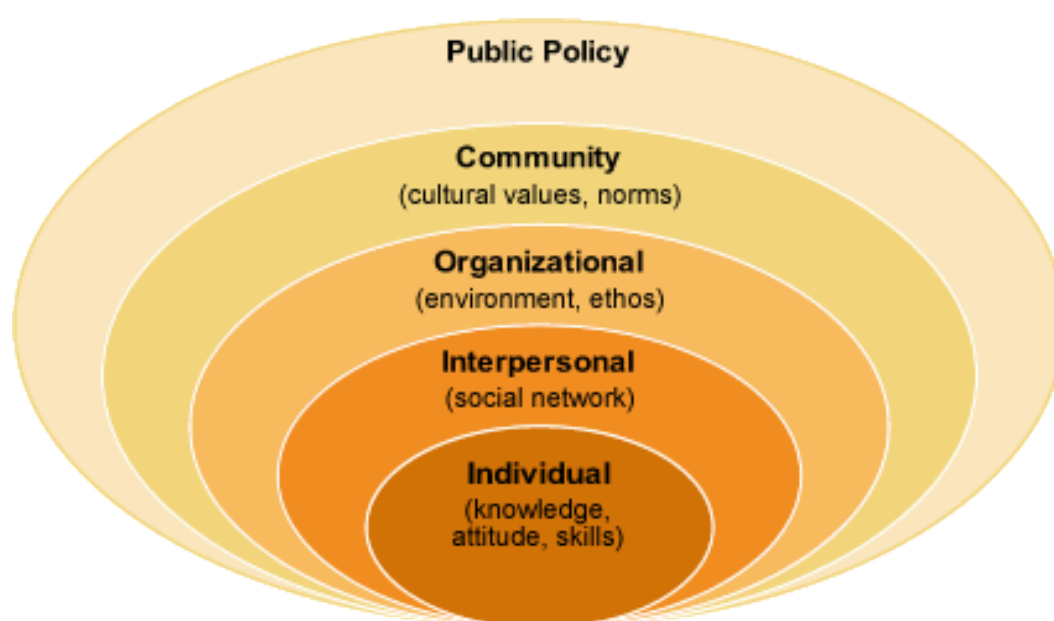 Public Policy
Community
(cultural values, norms)
Organizational
(environment, ethos)
Interpersonal
(social network)
Individual
(knowledge,
attitude, skills)